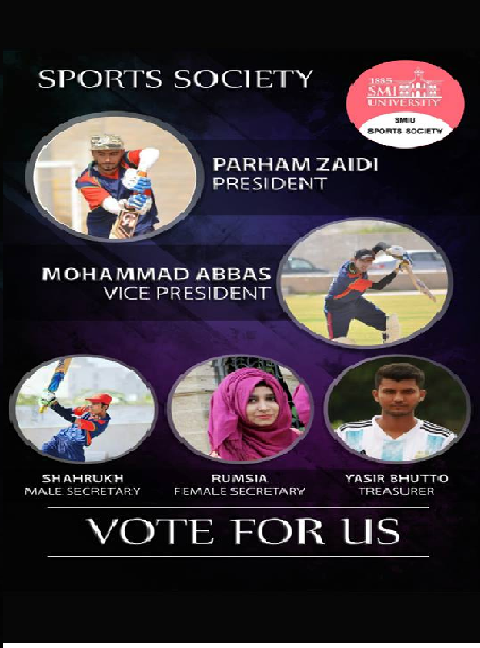 SPORTS SOCIETY
1885
SMI
UNIVERSITY
SMIU
SPORTS SOCIETY
PARHAM ZAIDI
PRESIDENT
MOHAMMAD ABBAS
VICE PRESIDENT
SHAHRUKH
MALE SECRETARY
RUMSIA
FEMALE SECRETARY
YASIR BHUTTO
TREASURER
VOTE FOR US